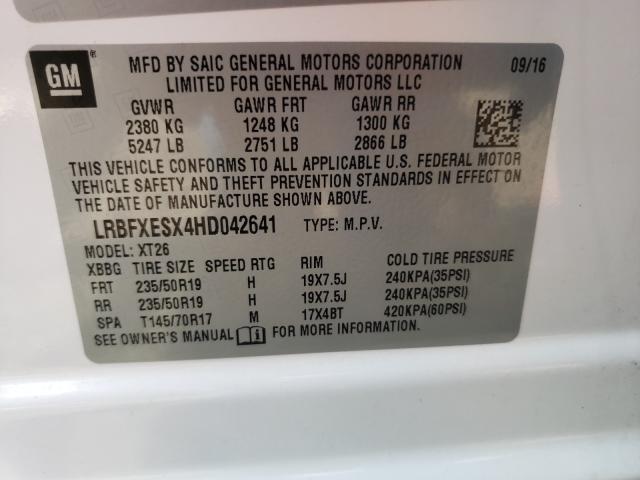 GM
®
MFD BY SAIC GENERAL MOTORS CORPORATION 09/16
LIMITED FOR GENERAL MOTORS LLC
GVWR GAWR FRT GAWR RR
2380 KG 1248 KG 1300 KG
5247 LB 2751 LB 2866 LB
THIS VEHICLE CONFORMS TO ALL APPLICABLE U.S. FEDERAL MOTOR
VEHICLE SAFETY AND THEFT PREVENTION STANDARDS IN EFFECT ON
THE DATE OF MANUFACTURE SHOWN ABOVE.
LRBFXESX4HD042641 TYPE: M.P.V.
MODEL: XT26
XBBG TIRE SIZE SPEED RTG RIM COLD TIRE PRESSURE
FRT 235/50R19 H 19X7.5J 240KPA(35PSI)
RR 235/50R19 H 19X7.5J 240KPA(35PSI)
SPA T145/70R17 M 17X4BT 420KPA(60PSI)
SEE OWNER'S MANUAL i FOR MORE INFORMATION.